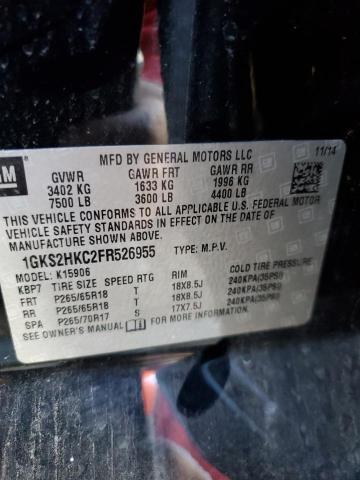 GM
MFD BY GENERAL MOTORS LLC 11/14
GVWR GAWR FRT GAWR RR
3402 KG 1633 KG 1996 KG
7500 LB 3600 LB 4400 LB
THIS VEHICLE CONFORMS TO ALL APPLICABLE U.S. FEDERAL
MOTOR VEHICLE SAFETY STANDARDS IN EFFECT ON THE DATE OF
MANUFACTURE SHOWN ABOVE.
1GKS2HKC2FR526955 TYPE: M.P.V.
MODEL: K15906
KBP7 TIRE SIZE SPEED RTG RIM COLD TIRE PRESSURE
FRT P265/65R18 T 18X8.5J 240KPA(35PSI)
RR P265/65R18 T 18X8.5J 240KPA(35PSI)
SPA P265/70R17 S 17X7.5J 240KPA(35PSI)
SEE OWNER'S MANUAL FOR MORE INFORMATION.